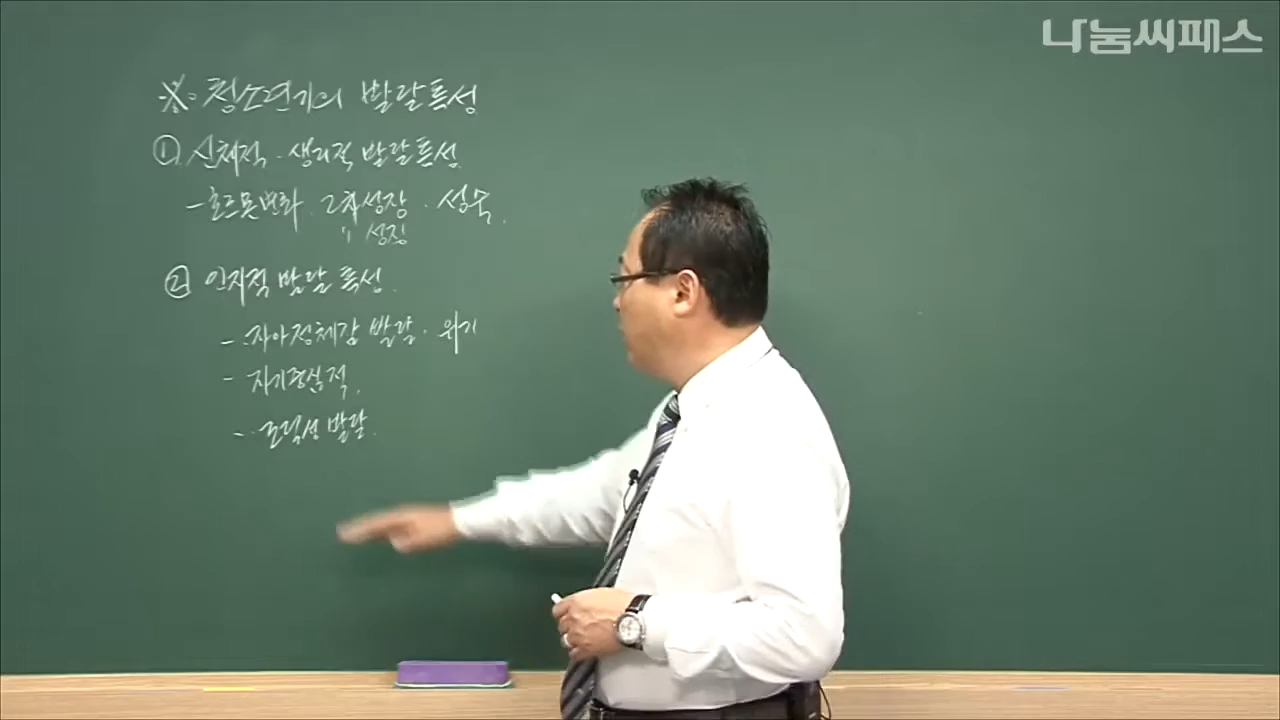 나눔씨패스
※. 청소년기의 발달특성
① 신체적·생리적 발달특성.
- 호르몬변화. 2차성장·성숙.
〃 성징
② 인지적 발달 특성.
- 자아정체감 발달·위기
- 자기중심적.
- 도덕성 발달.